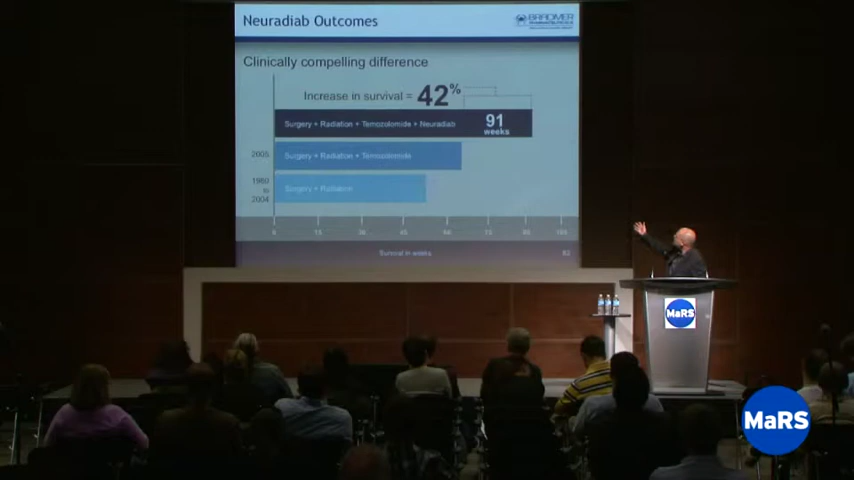 Neuradiab Outcomes
BRADMER
Clinically compelling difference
Increase in survival = 42%
Surgery + Radiation + Temozolomide + Neuradiab
91
weeks
2005
Surgery + Radiation + Temozolomide
1980
to
2004
Surgery + Radiation
0
15
30
45
60
75
90
105
Survival in weeks
MaRS
MaRS